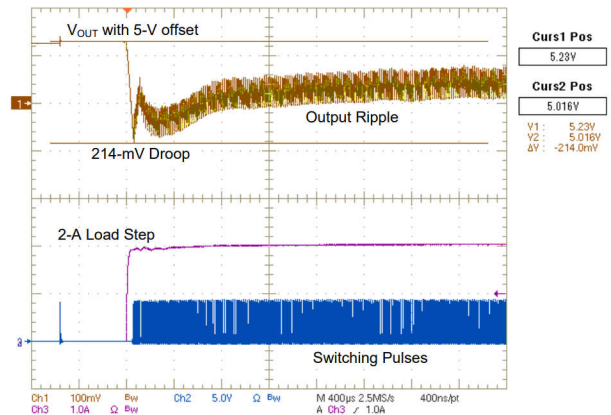 VOUT with 5-V offset
Curs1 Pos
5.23V
Curs2 Pos
5.016V
1
Output Ripple
V1 : 5.23V
V2 : 5.016V
ΔV : -214.0mV
214-mV Droop
2-A Load Step
2
Switching Pulses
Ch1 100mV BW Ch2 5.0V Ω BW M 400µs 2.5MS/s 400ns/pt
Ch3 1.0A Ω BW A Ch3 / 1.0A